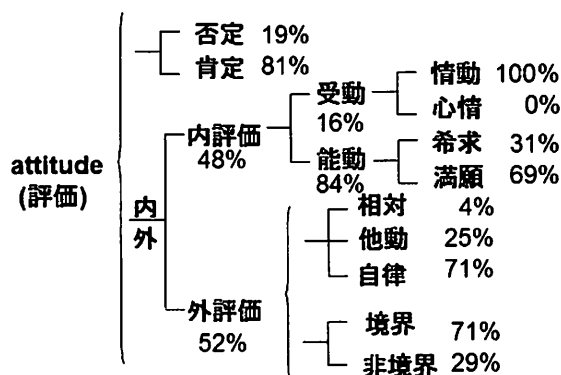 否定 19%
肯定 81%
attitude
(評価)
内
外
内評価
48%
受動
16%
情動 100%
心情 0%
能動
84%
希求 31%
満願 69%
外評価
52%
相対 4%
他動 25%
自律 71%
境界 71%
非境界 29%